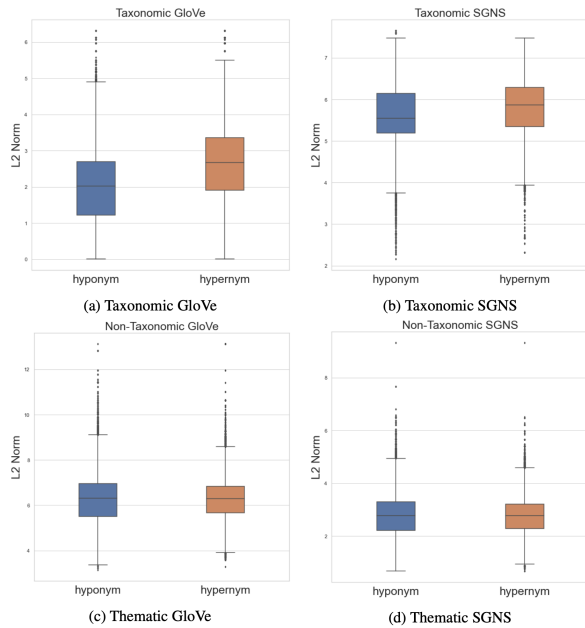 Taxonomic GloVe
L2 Norm
6
5
4
3
2
1
0
hyponym hypernym
(a) Taxonomic GloVe
Taxonomic SGNS
L2 Norm
7
6
5
4
3
2
hyponym hypernym
(b) Taxonomic SGNS
Non-Taxonomic GloVe
L2 Norm
12
10
8
6
4
hyponym hypernym
(c) Thematic GloVe
Non-Taxonomic SGNS
L2 Norm
8
6
4
2
hyponym hypernym
(d) Thematic SGNS